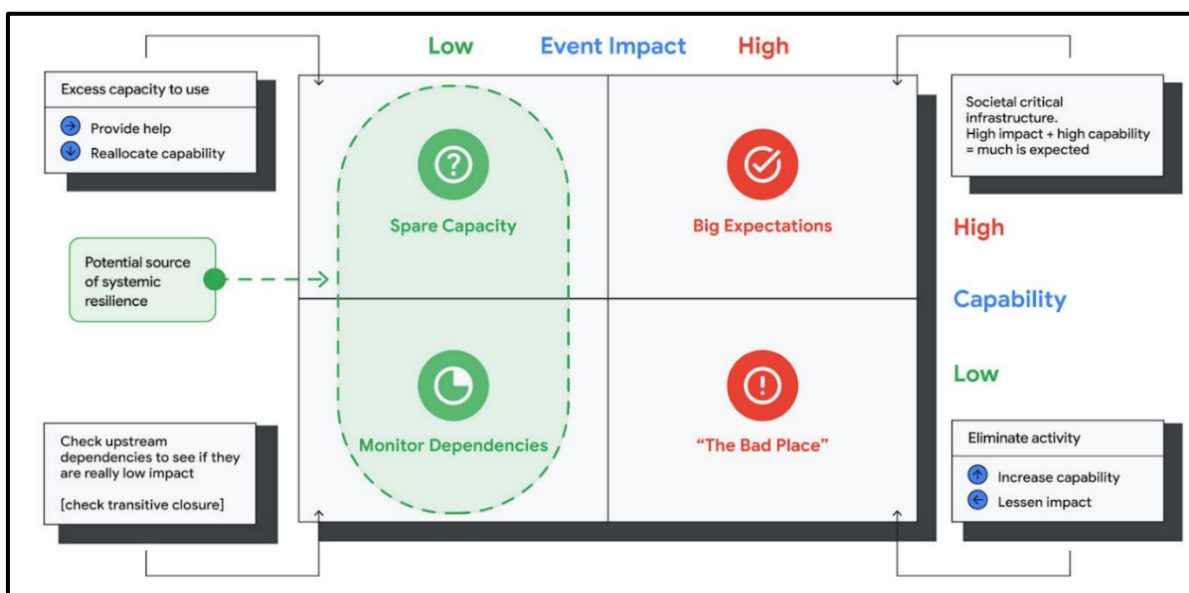 Low
Event Impact
High
Excess capacity to use
Provide help
Reallocate capability
Societal critical
infrastructure.
High impact + high capability
= much is expected
Spare Capacity
Big Expectations
High
Potential source
of systemic
resilience
Capability
Low
Monitor Dependencies
“The Bad Place”
Check upstream
dependencies to see if they
are really low impact
[check transitive closure]
Eliminate activity
Increase capability
Lessen impact